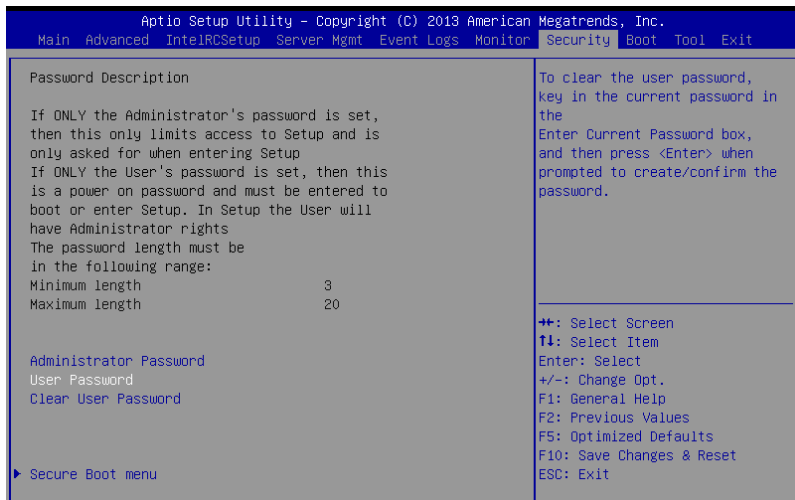 Aptio Setup Utility – Copyright (C) 2013 American Megatrends, Inc.
Main Advanced IntelRCSetup Server Mgmt Event Logs Monitor Security Boot Tool Exit
Password Description
If ONLY the Administrator's password is set,
then this only limits access to Setup and is
only asked for when entering Setup
If ONLY the User's password is set, then this
is a power on password and must be entered to
boot or enter Setup. In Setup the User will
have Administrator rights
The password length must be
in the following range:
Minimum length 3
Maximum length 20
Administrator Password
User Password
Clear User Password
Secure Boot menu
To clear the user password,
key in the current password in
the
Enter Current Password box,
and then press <Enter> when
prompted to create/confirm the
password.
→←: Select Screen
↑↓: Select Item
Enter: Select
+/-: Change Opt.
F1: General Help
F2: Previous Values
F5: Optimized Defaults
F10: Save Changes & Reset
ESC: Exit